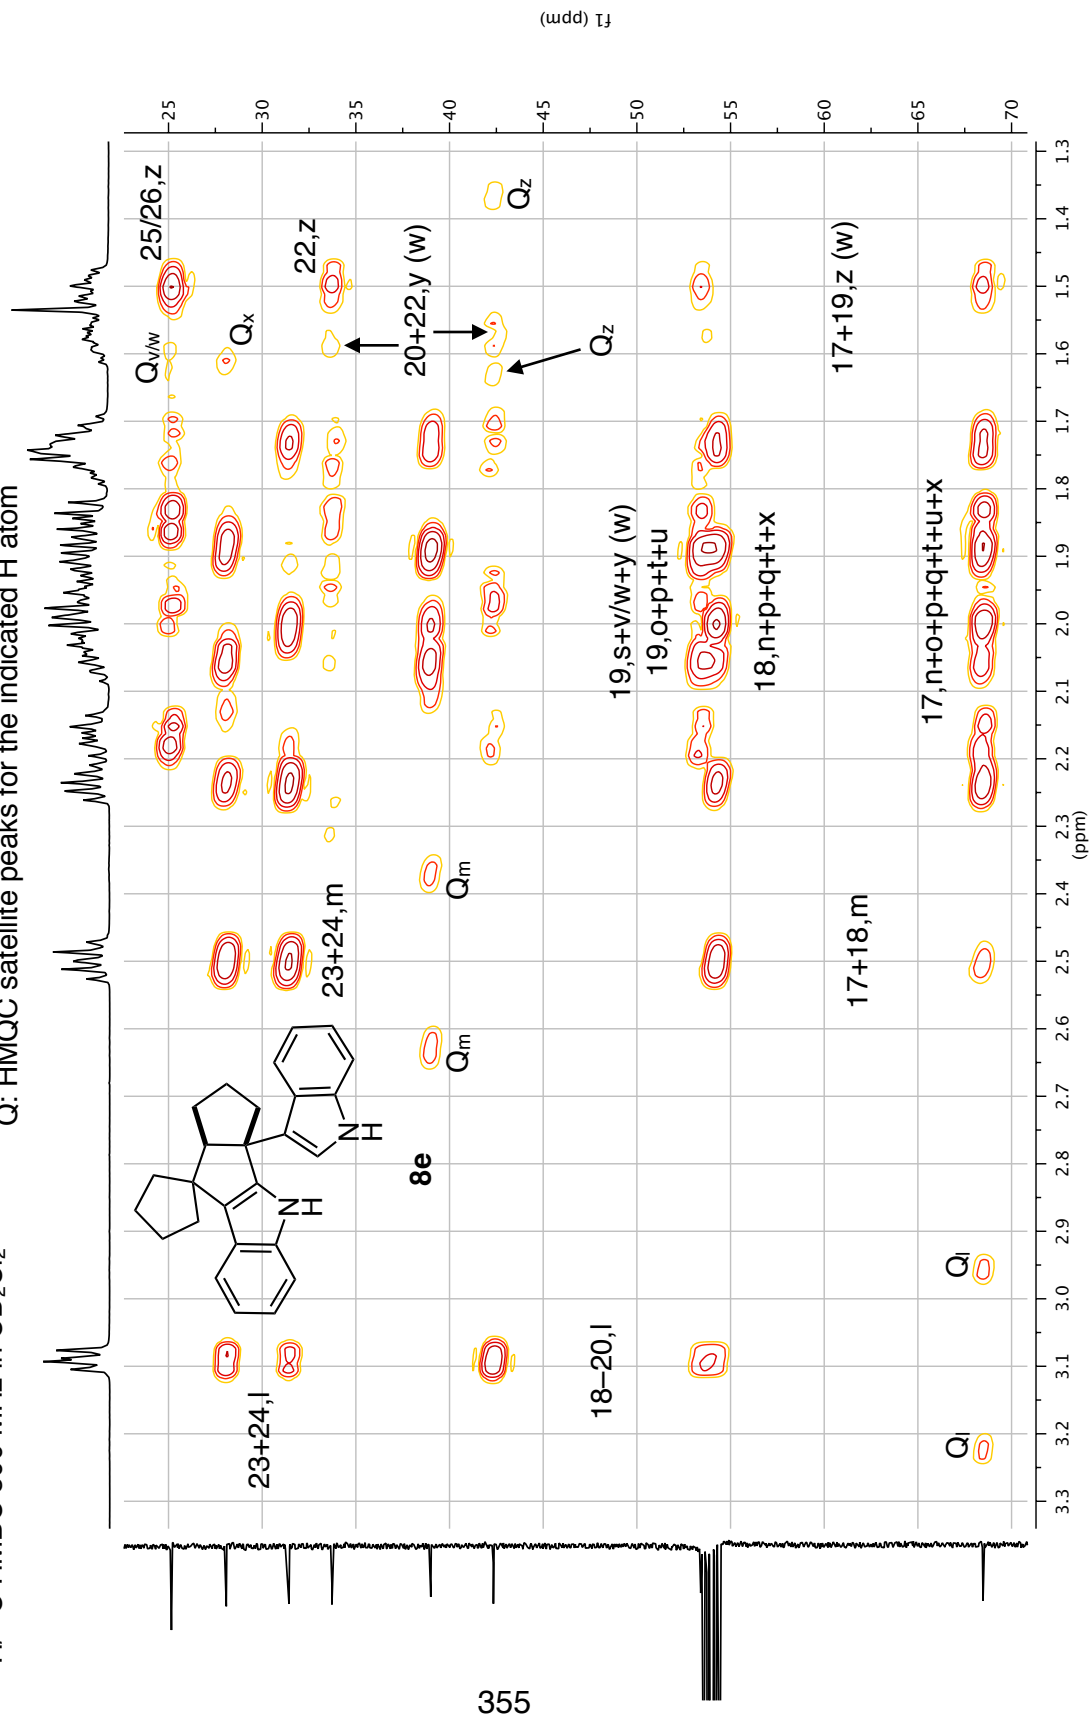 Q: HMQC satellite peaks for the indicated H atom
25/26,z
Qv/w
Qx
22,z
20+22,y (w)
Qz
Qz
17+19,z (w)
19,s+v/w+y (w)
19,o+p+t+u
18,n+p+q+t+x
17,n+o+p+q+t+u+x
23+24,m
Qm
Qm
17+18,m
NH
NH
8e
23+24,l
18–20,l
Ql
Ql
25
30
35
40
45
50
55
60
65
70
f1 (ppm)
3.3 3.2 3.1 3.0 2.9 2.8 2.7 2.6 2.5 2.4 2.3 2.2 2.1 2.0 1.9 1.8 1.7 1.6 1.5 1.4 1.3
(ppm)
355